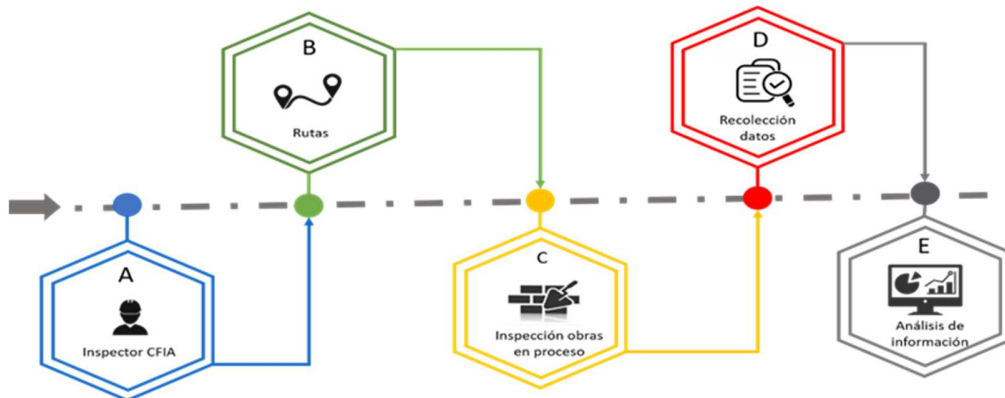 A
Inspector CFIA
B
Rutas
C
Inspección obras
en proceso
D
Recolección
datos
E
Análisis de
información